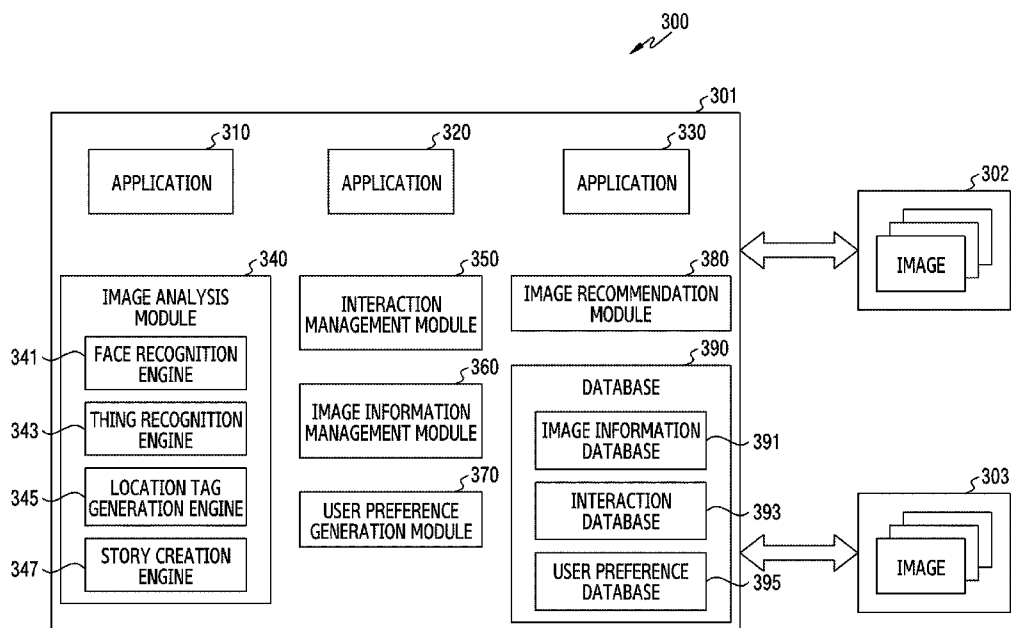 300
301
310
320
330
APPLICATION
APPLICATION
APPLICATION
302
IMAGE
340
IMAGE ANALYSIS
MODULE
341
FACE RECOGNITION
ENGINE
343
THING RECOGNITION
ENGINE
345
LOCATION TAG
GENERATION ENGINE
347
STORY CREATION
ENGINE
350
INTERACTION
MANAGEMENT MODULE
360
IMAGE INFORMATION
MANAGEMENT MODULE
370
USER PREFERENCE
GENERATION MODULE
380
IMAGE RECOMMENDATION
MODULE
390
DATABASE
IMAGE INFORMATION
DATABASE
391
INTERACTION
DATABASE
393
USER PREFERENCE
DATABASE
395
303
IMAGE